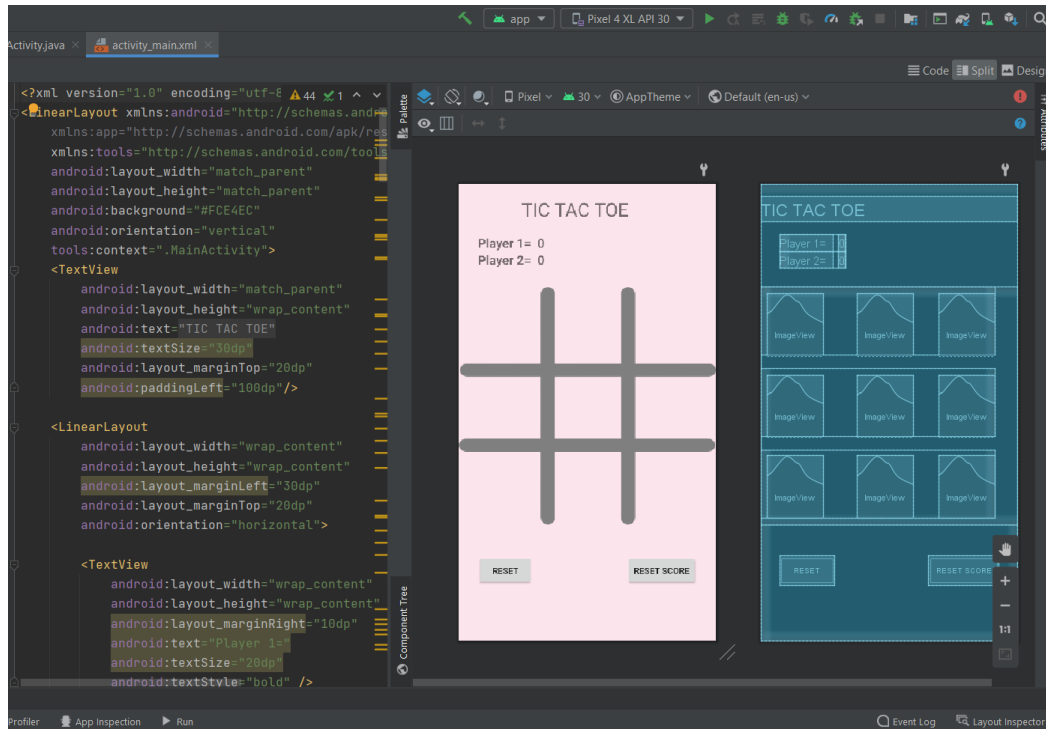 app Pixel 4 XL API 30
Activity.java activity_main.xml
Code Split Desig
<?xml version="1.0" encoding="utf-8 44 1
<LinearLayout xmlns:android="http://schemas.andro
xmlns:app="http://schemas.android.com/apk/res
xmlns:tools="http://schemas.android.com/tools
android:layout_width="match_parent"
android:layout_height="match_parent"
android:background="#FCE4EC"
android:orientation="vertical"
tools:context=".MainActivity">
<TextView
android:layout_width="match_parent"
android:layout_height="wrap_content"
android:text="TIC TAC TOE"
android:textSize="30dp"
android:layout_marginTop="20dp"
android:paddingLeft="100dp"/>
<LinearLayout
android:layout_width="wrap_content"
android:layout_height="wrap_content"
android:layout_marginLeft="30dp"
android:layout_marginTop="20dp"
android:orientation="horizontal">
<TextView
android:layout_width="wrap_content"
android:layout_height="wrap_content"
android:layout_marginRight="10dp"
android:text="Player 1="
android:textSize="20dp"
android:textStyle="bold" />
Palette
Component Tree
Pixel 30 AppTheme Default (en-us)
Attributes
TIC TAC TOE
Player 1= 0
Player 2= 0
RESET RESET SCORE
TIC TAC TOE
Player 1= 0
Player 2= 0
ImageView ImageView ImageView
ImageView ImageView ImageView
ImageView ImageView ImageView
RESET RESET SCORE
1:1
Profiler App Inspection Run Event Log Layout Inspector